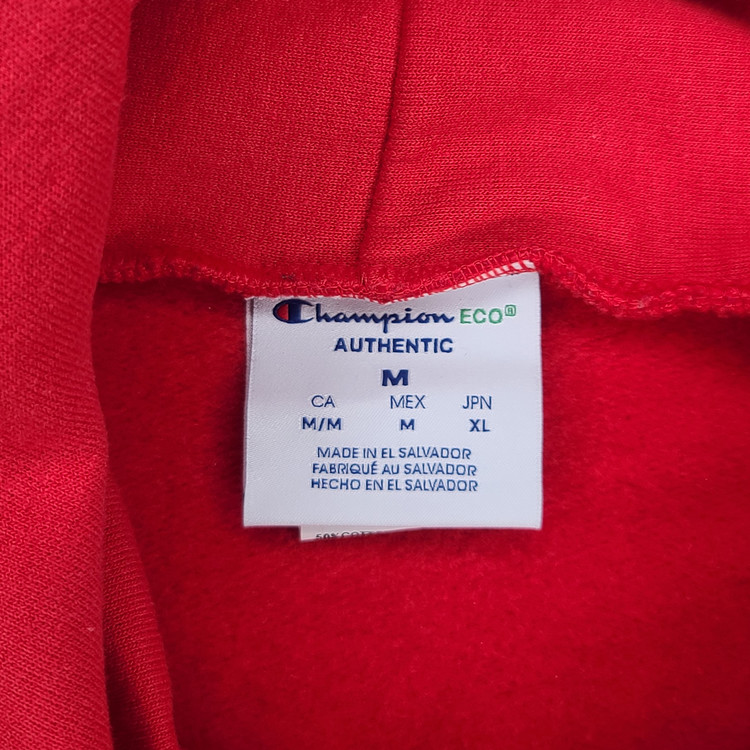 Champion ECO®
AUTHENTIC
M
CA MEX JPN
M/M M XL
MADE IN EL SALVADOR
FABRIQUÉ AU SALVADOR
HECHO EN EL SALVADOR